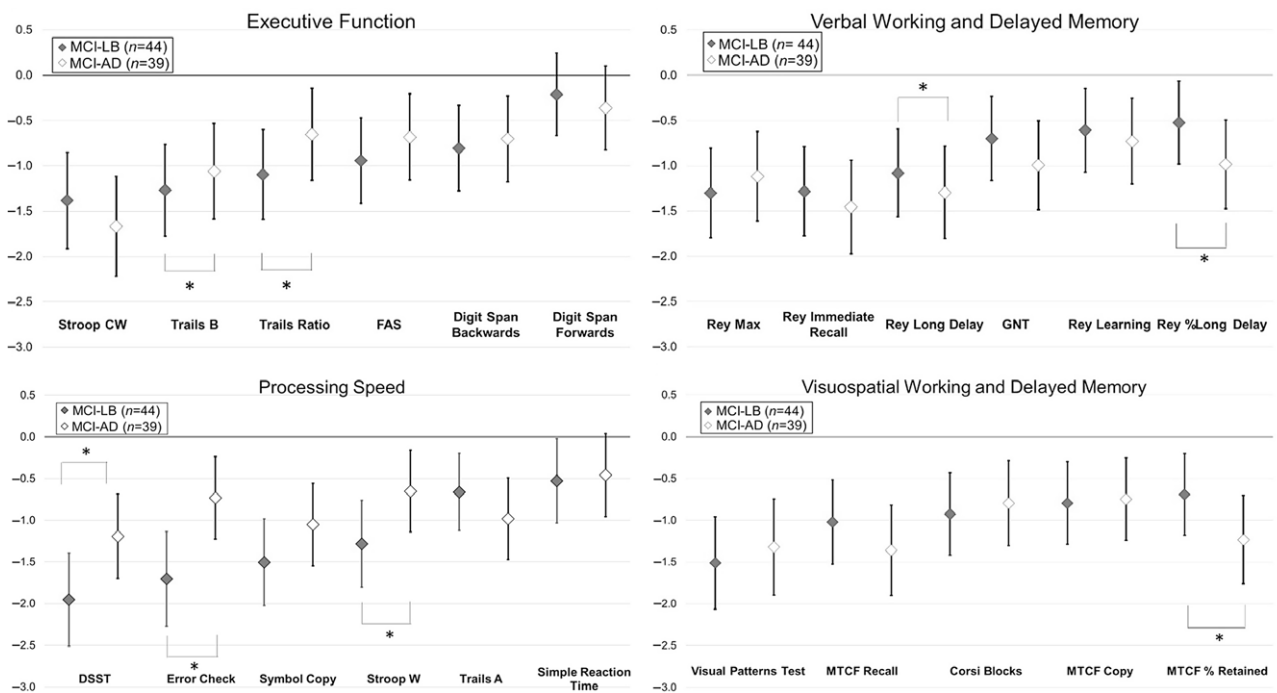 Executive Function
0.5
MCI-LB (n=44)
MCI-AD (n=39)
0.0
–0.5
–1.0
–1.5
–2.0
–2.5
–3.0
*
*
Stroop CW
Trails B
Trails Ratio
FAS
Digit Span
Backwards
Digit Span
Forwards
Verbal Working and Delayed Memory
0.5
MCI-LB (n= 44)
MCI-AD (n=39)
0.0
–0.5
–1.0
–1.5
–2.0
–2.5
–3.0
*
*
Rey Max
Rey Immediate
Recall
Rey Long Delay
GNT
Rey Learning
Rey %Long Delay
Processing Speed
0.5
MCI-LB (n=44)
MCI-AD (n=39)
0.0
–0.5
–1.0
–1.5
–2.0
–2.5
–3.0
*
*
*
DSST
Error Check
Symbol Copy
Stroop W
Trails A
Simple Reaction
Time
Visuospatial Working and Delayed Memory
0.5
MCI-LB (n=44)
MCI-AD (n=39)
0.0
–0.5
–1.0
–1.5
–2.0
–2.5
–3.0
*
Visual Patterns Test
MTCF Recall
Corsi Blocks
MTCF Copy
MTCF % Retained